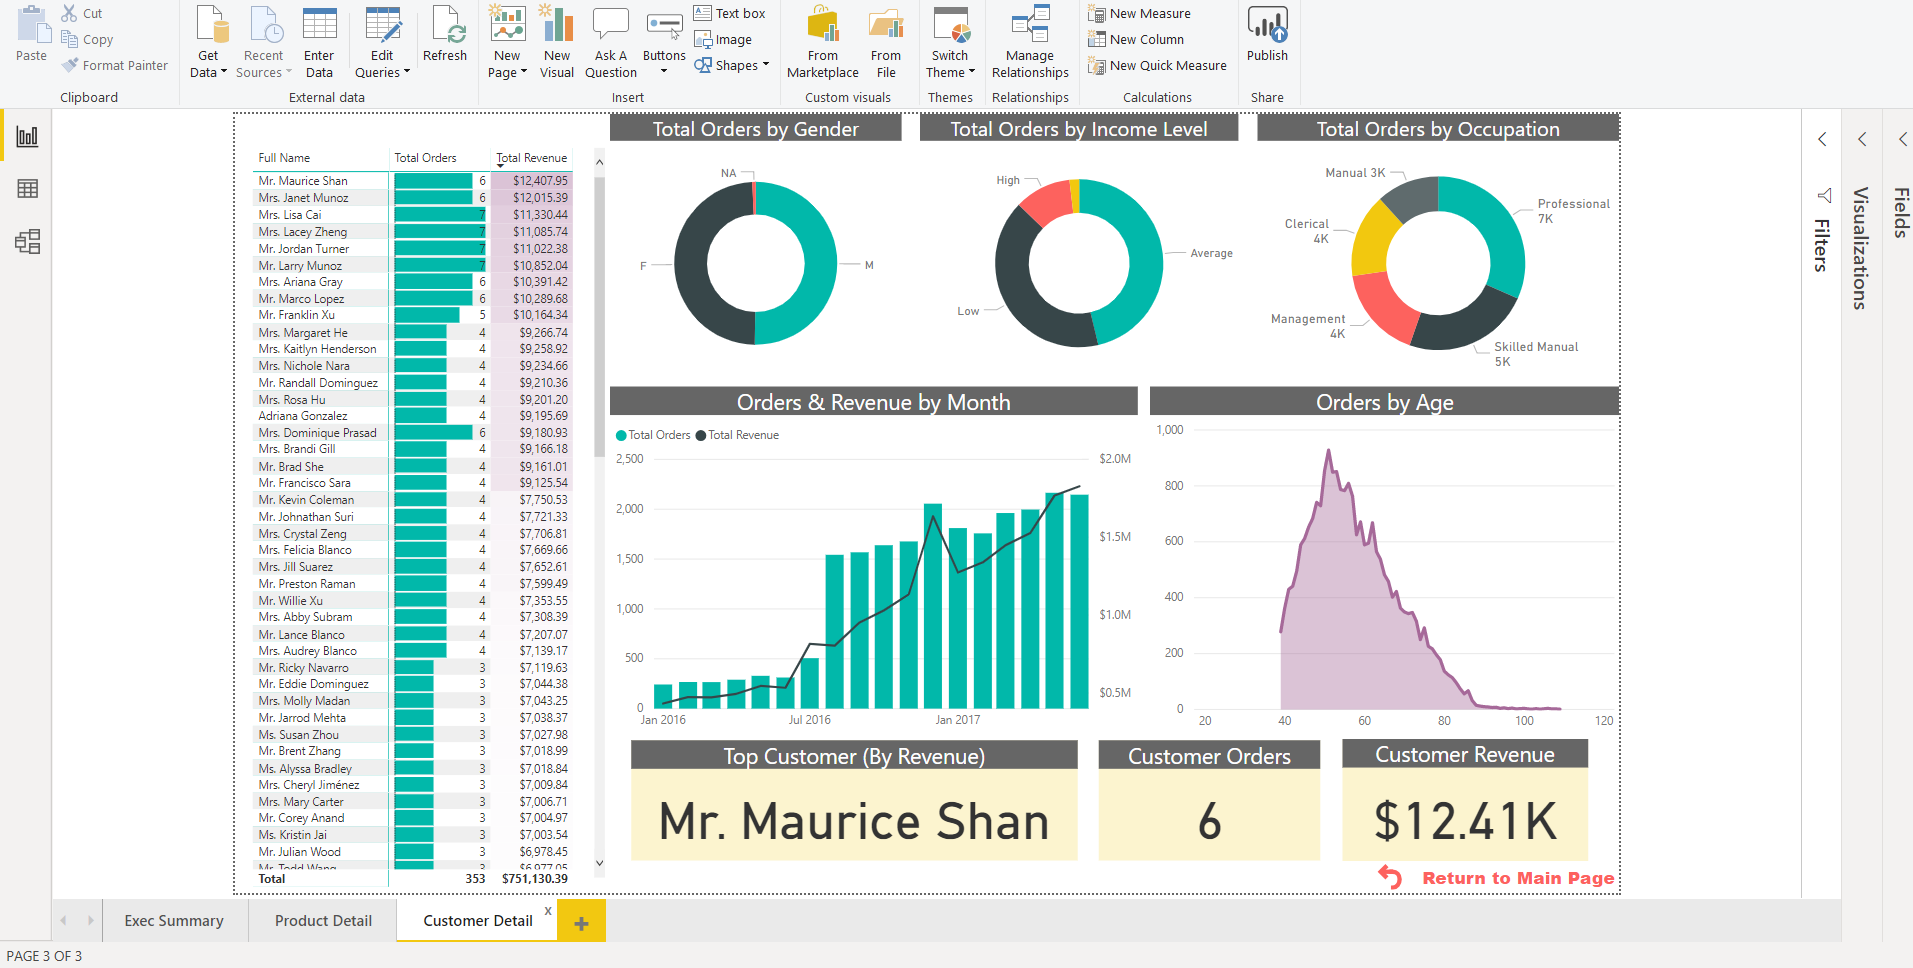 Paste
Cut
Copy
Format Painter
Clipboard
Get
Data
Recent
Sources
Enter
Data
Edit
Queries
Refresh
External data
New
Page
New
Visual
Ask A
Question
Buttons
Text box
Image
Shapes
Insert
From
Marketplace
From
File
Custom visuals
Switch
Theme
Themes
Manage
Relationships
Relationships
New Measure
New Column
New Quick Measure
Calculations
Publish
Share
Full Name Total Orders Total Revenue
Mr. Maurice Shan 6 $12,407.95
Mrs. Janet Munoz 6 $12,015.39
Mrs. Lisa Cai 7 $11,330.44
Mrs. Lacey Zheng 7 $11,085.74
Mr. Jordan Turner 7 $11,022.38
Mr. Larry Munoz 7 $10,852.04
Mrs. Ariana Gray 6 $10,391.42
Mr. Marco Lopez 6 $10,289.68
Mr. Franklin Xu 5 $10,164.34
Mrs. Margaret He 4 $9,266.74
Mrs. Kaitlyn Henderson 4 $9,258.92
Mrs. Nichole Nara 4 $9,234.66
Mr. Randall Dominguez 4 $9,210.36
Mrs. Rosa Hu 4 $9,201.20
Adriana Gonzalez 4 $9,195.69
Mrs. Dominique Prasad 6 $9,180.93
Mrs. Brandi Gill 4 $9,166.18
Mr. Brad She 4 $9,161.01
Mr. Francisco Sara 4 $9,125.54
Mr. Kevin Coleman 4 $7,750.53
Mr. Johnathan Suri 4 $7,721.33
Mrs. Crystal Zeng 4 $7,706.81
Mrs. Felicia Blanco 4 $7,669.66
Mrs. Jill Suarez 4 $7,652.61
Mr. Preston Raman 4 $7,599.49
Mr. Willie Xu 4 $7,353.55
Mrs. Abby Subram 4 $7,308.39
Mr. Lance Blanco 4 $7,207.07
Mrs. Audrey Blanco 4 $7,139.17
Mr. Ricky Navarro 3 $7,119.63
Mr. Eddie Dominguez 3 $7,044.38
Mrs. Molly Madan 3 $7,043.25
Mr. Jarrod Mehta 3 $7,038.37
Ms. Susan Zhou 3 $7,027.98
Mr. Brent Zhang 3 $7,018.99
Ms. Alyssa Bradley 3 $7,018.84
Mrs. Cheryl Jiménez 3 $7,009.84
Mrs. Mary Carter 3 $7,006.71
Mr. Corey Anand 3 $7,004.97
Ms. Kristin Jai 3 $7,003.54
Mr. Julian Wood 3 $6,978.45
Mr. Todd Wang 3 $6,977.05
Total 353 $751,130.39
Total Orders by Gender
NA
F
M
Total Orders by Income Level
High
Average
Low
Total Orders by Occupation
Manual 3K
Professional
7K
Clerical
4K
Management
4K
Skilled Manual
5K
Orders & Revenue by Month
Total Orders Total Revenue
2,500
2,000
1,500
1,000
500
0
$2.0M
$1.5M
$1.0M
$0.5M
Jan 2016 Jul 2016 Jan 2017
Orders by Age
1,000
800
600
400
200
0
20 40 60 80 100 120
Top Customer (By Revenue)
Mr. Maurice Shan
Customer Orders
6
Customer Revenue
$12.41K
Return to Main Page
Filters
Visualizations
Fields
Exec Summary
Product Detail
Customer Detail
x
PAGE 3 OF 3